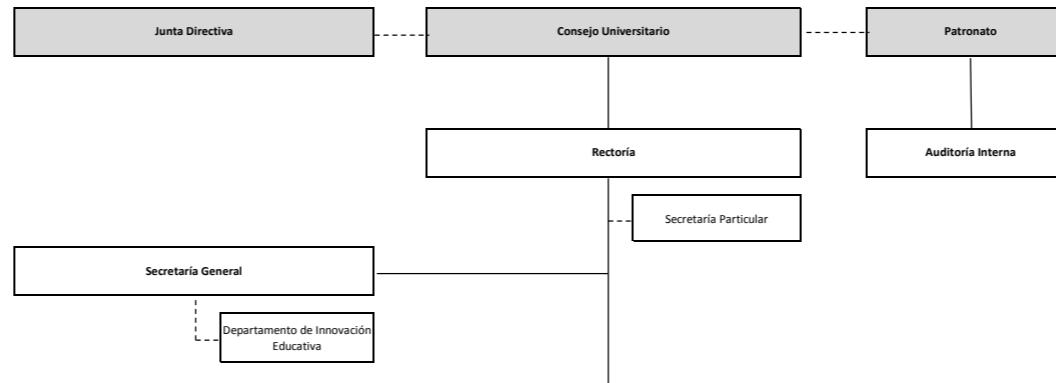 Junta Directiva
Consejo Universitario
Patronato
Rectoría
Auditoría Interna
Secretaría Particular
Secretaría General
Departamento de Innovación
Educativa